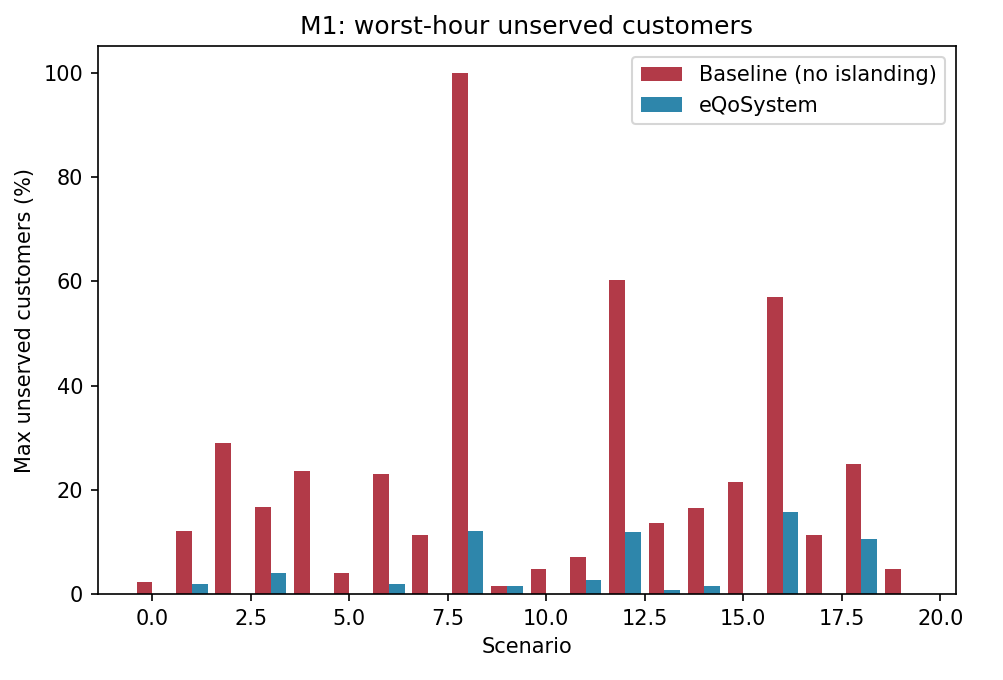 M1: worst-hour unserved customers
Baseline (no islanding)
eQoSystem
Max unserved customers (%)
100
80
60
40
20
0
0.0 2.5 5.0 7.5 10.0 12.5 15.0 17.5 20.0
Scenario